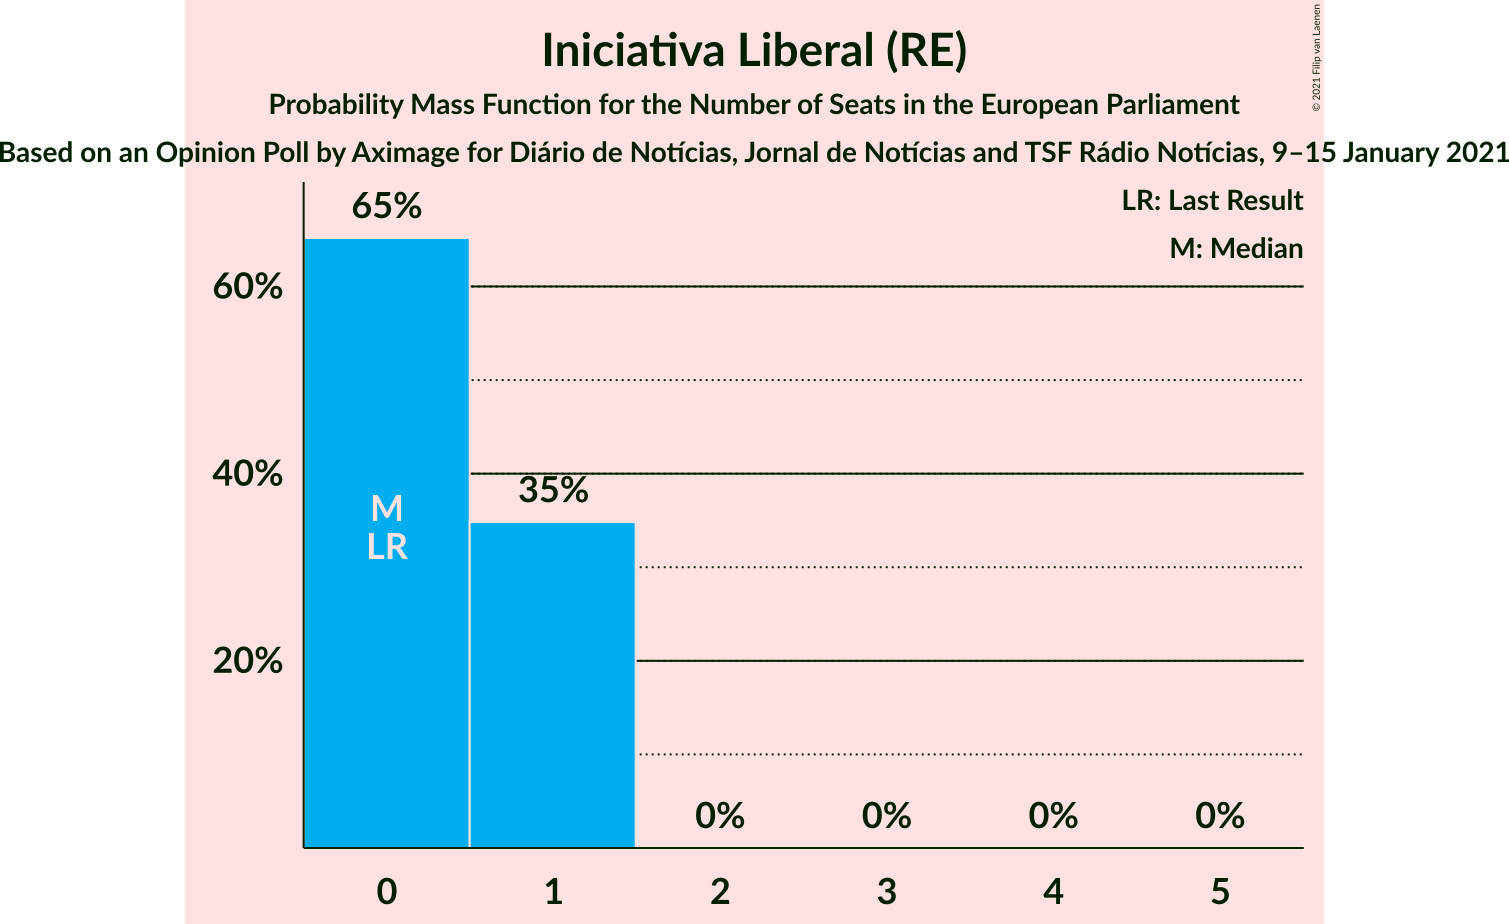 Iniciativa Liberal (RE)
Probability Mass Function for the Number of Seats in the European Parliament
Based on an Opinion Poll by Aximage for Diário de Notícias, Jornal de Notícias and TSF Rádio Notícias, 9–15 January 2021
© 2021 Filip van Laenen
LR: Last Result
M: Median
65%
60%
40%
35%
M
LR
20%
0% 0% 0% 0%
0 1 2 3 4 5